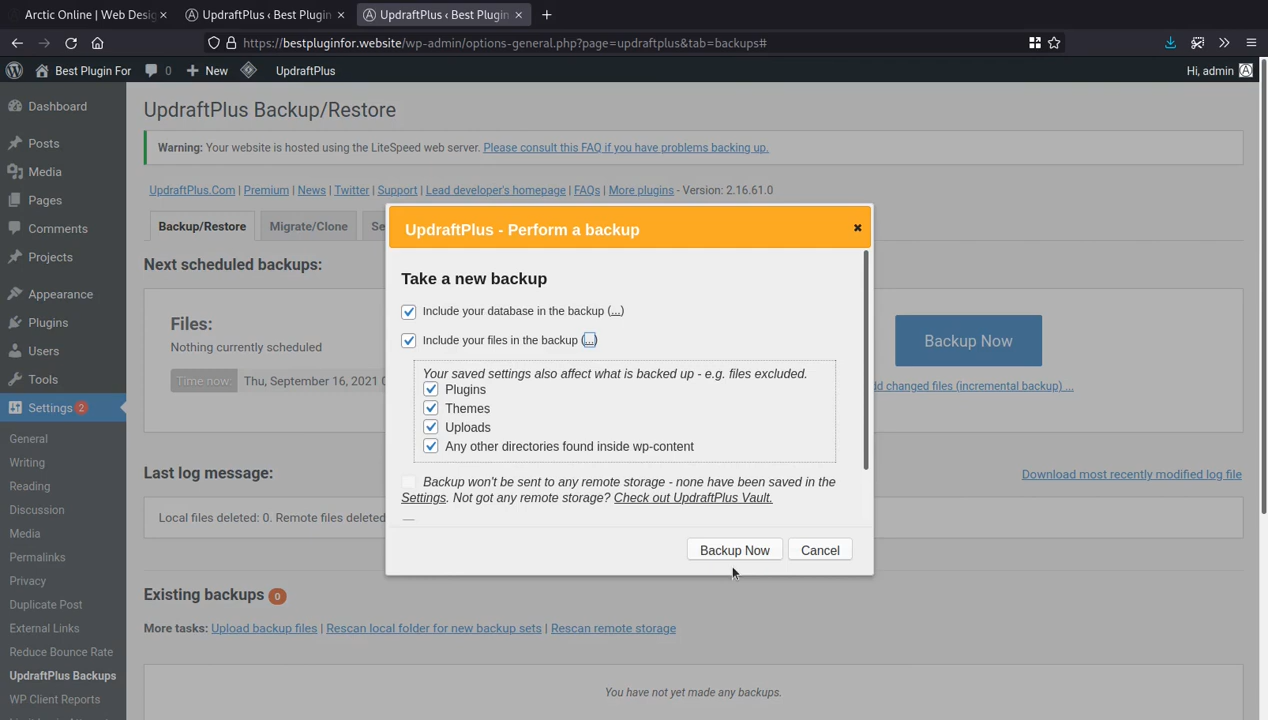 Arctic Online | Web Desig
UpdraftPlus ‹ Best Plugin
UpdraftPlus ‹ Best Plugin
https://bestpluginfor.website/wp-admin/options-general.php?page=updraftplus&tab=backups#
Best Plugin For
0
New
UpdraftPlus
Hi, admin
Dashboard
Posts
Media
Pages
Comments
Projects
Appearance
Plugins
Users
Tools
Settings 2
General
Writing
Reading
Discussion
Media
Permalinks
Privacy
Duplicate Post
External Links
Reduce Bounce Rate
UpdraftPlus Backups
WP Client Reports
UpdraftPlus Backup/Restore
Warning: Your website is hosted using the LiteSpeed web server. Please consult this FAQ if you have problems backing up.
UpdraftPlus.Com | Premium | News | Twitter | Support | Lead developer's homepage | FAQs | More plugins - Version: 2.16.61.0
Backup/Restore
Migrate/Clone
Se
Next scheduled backups:
Files:
Nothing currently scheduled
Time now: Thu, September 16, 2021 0
Backup Now
dd changed files (incremental backup) ...
UpdraftPlus - Perform a backup
Take a new backup
Include your database in the backup (...)
Include your files in the backup (...)
Your saved settings also affect what is backed up - e.g. files excluded.
Plugins
Themes
Uploads
Any other directories found inside wp-content
Backup won't be sent to any remote storage - none have been saved in the
Settings. Not got any remote storage? Check out UpdraftPlus Vault.
Backup Now
Cancel
Last log message:
Download most recently modified log file
Local files deleted: 0. Remote files deleted
Existing backups 0
More tasks: Upload backup files | Rescan local folder for new backup sets | Rescan remote storage
You have not yet made any backups.